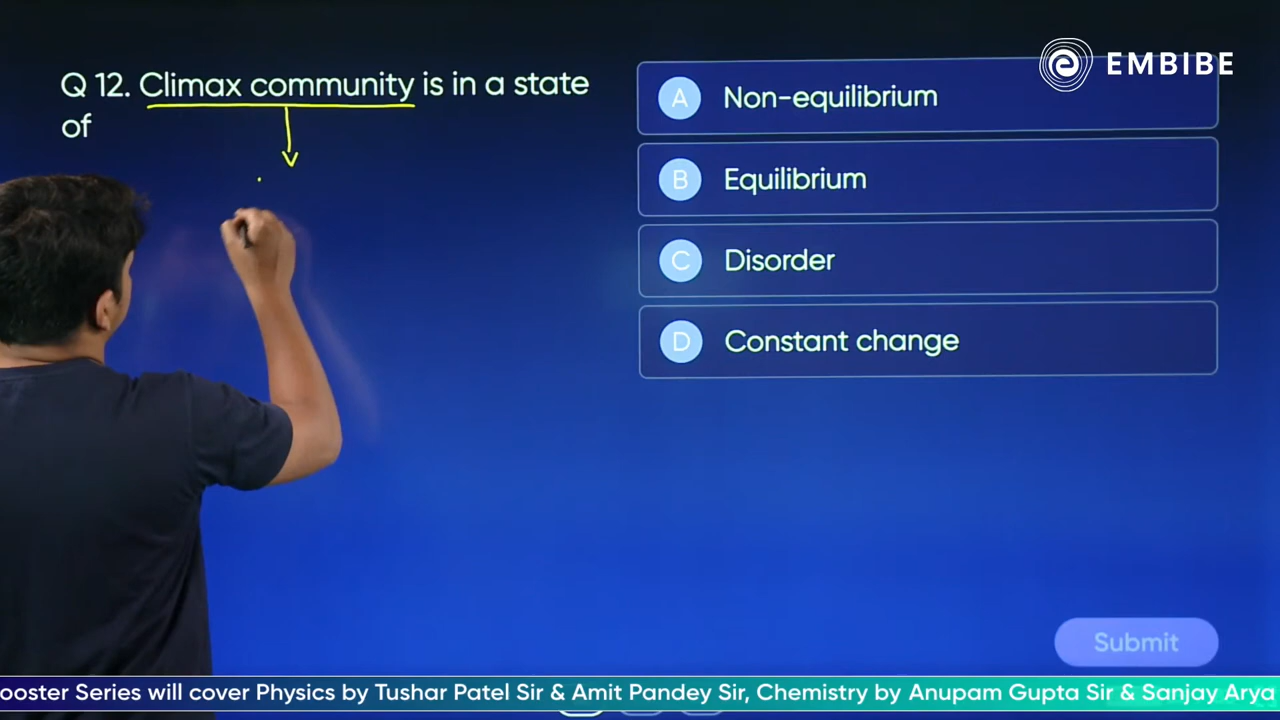 EMBIBE
Q 12. Climax community is in a state
of
A Non-equilibrium
B Equilibrium
C Disorder
D Constant change
Submit
ooster Series will cover Physics by Tushar Patel Sir & Amit Pandey Sir, Chemistry by Anupam Gupta Sir & Sanjay Arya